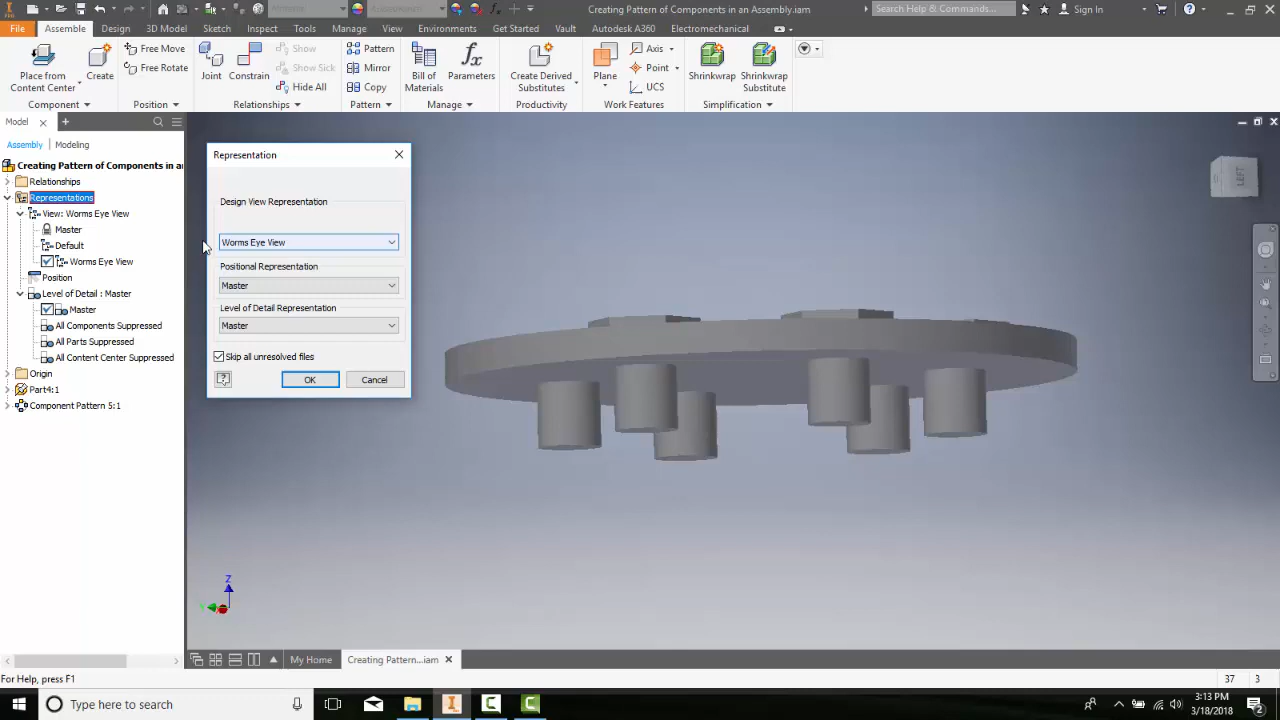 Material
Appearance
Creating Pattern of Components in an Assembly.iam
Search Help & Commands...
Sign In
File
Assemble
Design
3D Model
Sketch
Inspect
Tools
Manage
View
Environments
Get Started
Vault
Autodesk A360
Electromechanical
Place from
Content Center
Create
Component
Free Move
Free Rotate
Position
Joint
Constrain
Show
Show Sick
Hide All
Relationships
Pattern
Mirror
Copy
Pattern
Bill of
Materials
Parameters
Manage
Create Derived
Substitutes
Productivity
Plane
Axis
Point
UCS
Work Features
Shrinkwrap
Shrinkwrap
Substitute
Simplification
Model
Assembly
Modeling
Creating Pattern of Components in an
Relationships
Representations
View: Worms Eye View
Master
Default
Worms Eye View
Position
Level of Detail : Master
Master
All Components Suppressed
All Parts Suppressed
All Content Center Suppressed
Origin
Part4:1
Component Pattern 5:1
Representation
Design View Representation
Worms Eye View
Positional Representation
Master
Level of Detail Representation
Master
Skip all unresolved files
OK
Cancel
LEFT
Z
Y
My Home
Creating Pattern...iam
For Help, press F1
37
3
Type here to search
3:13 PM
3/18/2018
2